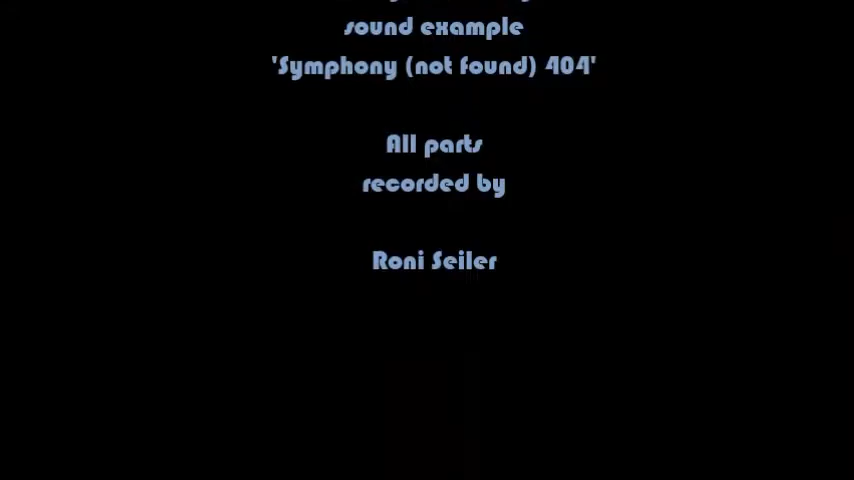 sound example
'Symphony (not found) 404'
All parts
recorded by
Roni Seiler